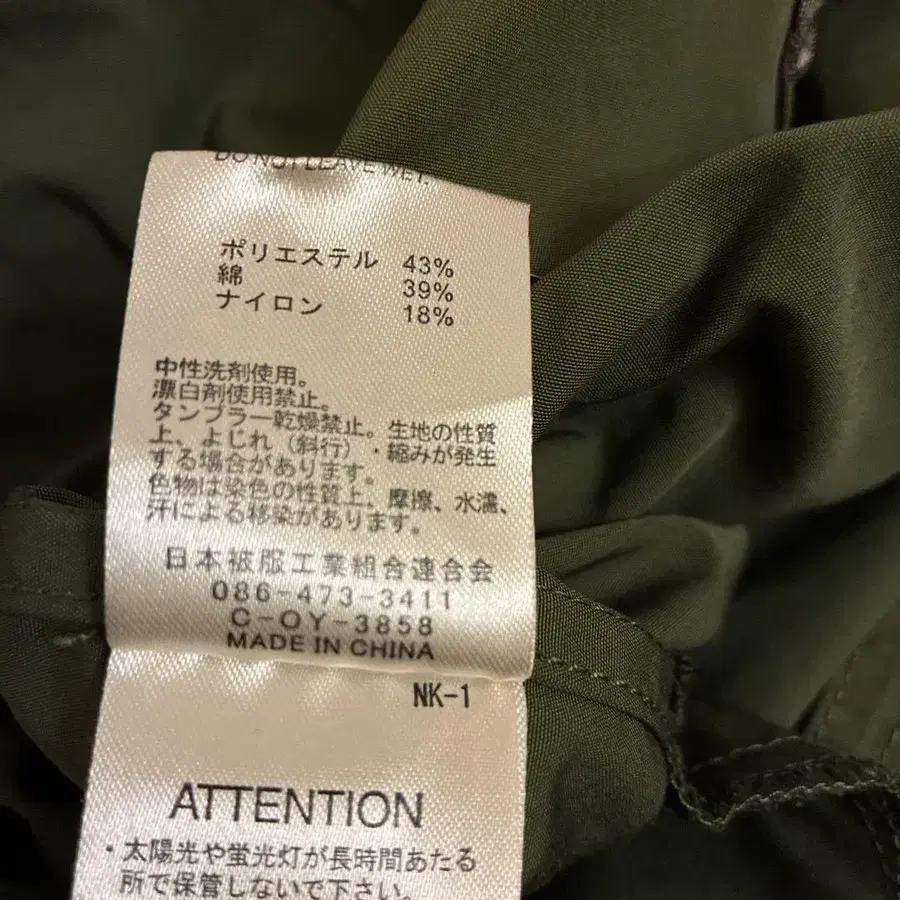 DO NOT LEAVE WET.
ポリエステル 43%
綿 39%
ナイロン 18%
中性洗剤使用。
漂白剤使用禁止。
タンブラー乾燥禁止。生地の性質
上、よじれ（斜行）・縮みが発生
する場合があります。
色物は染色の性質上、摩擦、水濡、
汗による移染があります。
日本被服工業組合連合会
086-473-3411
C-OY-3858
MADE IN CHINA
NK-1
ATTENTION
・太陽光や蛍光灯が長時間あたる
所で保管しないで下さい。